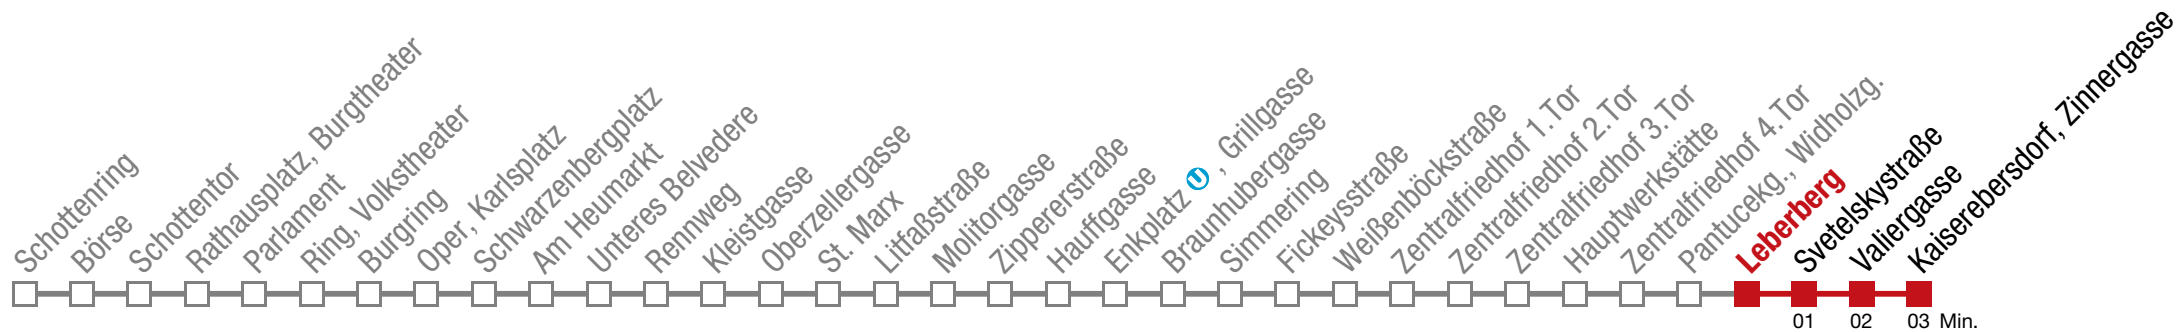 Schottenring
Börse
Schottentor
Rathausplatz, Burgtheater
Parlament
Ring, Volkstheater
Burgring
Oper, Karlsplatz
Schwarzenbergplatz
Am Heumarkt
Unteres Belvedere
Rennweg
Kleistgasse
Oberzellergasse
St. Marx
Litfaßstraße
Molitorgasse
Zippererstraße
Hauffgasse
Enkplatz U, Grillgasse
Braunhubergasse
Simmering
Fickeysstraße
Weißenböckstraße
Zentralfriedhof 1.Tor
Zentralfriedhof 2.Tor
Zentralfriedhof 3.Tor
Hauptwerkstätte
Zentralfriedhof 4.Tor
Pantucekg., Widholzg.
Leberberg
Svetelskystraße
Valiergasse
Kaiserebersdorf, Zinnergasse
01 02 03 Min.